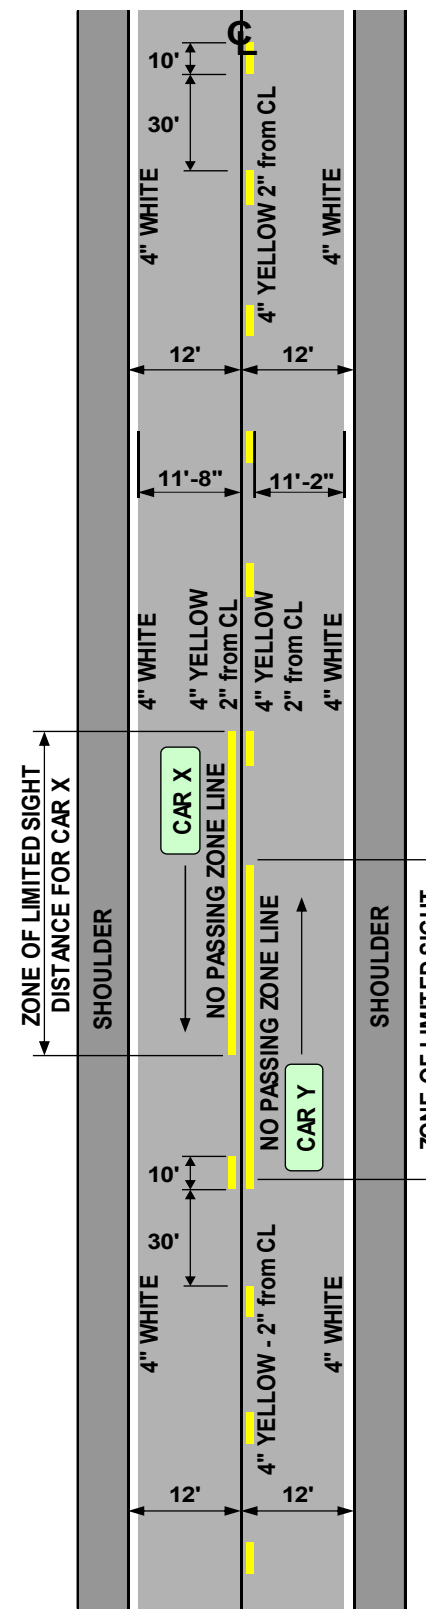 CL
10'
30'
4" WHITE
4" YELLOW 2" from CL
4" WHITE
12'
12'
11'-8"
11'-2"
4" WHITE
4" YELLOW
2" from CL
4" YELLOW
2" from CL
4" WHITE
ZONE OF LIMITED SIGHT
DISTANCE FOR CAR X
SHOULDER
CAR X
NO PASSING ZONE LINE
NO PASSING ZONE LINE
CAR Y
SHOULDER
10'
30'
4" WHITE
4" YELLOW - 2" from CL
4" WHITE
12'
12'